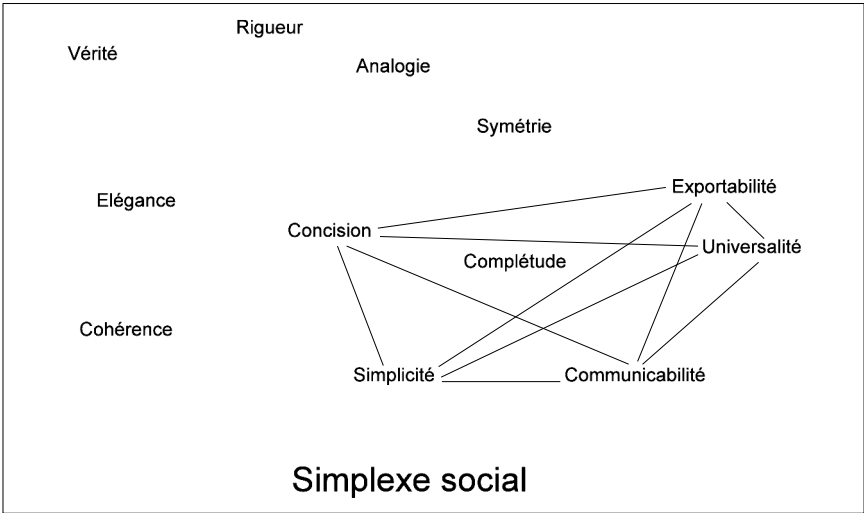 Rigueur
Vérité
Analogie
Symétrie
Exportabilité
Elégance
Concision
Universalité
Complétude
Cohérence
Simplicité
Communicabilité
Simplexe social